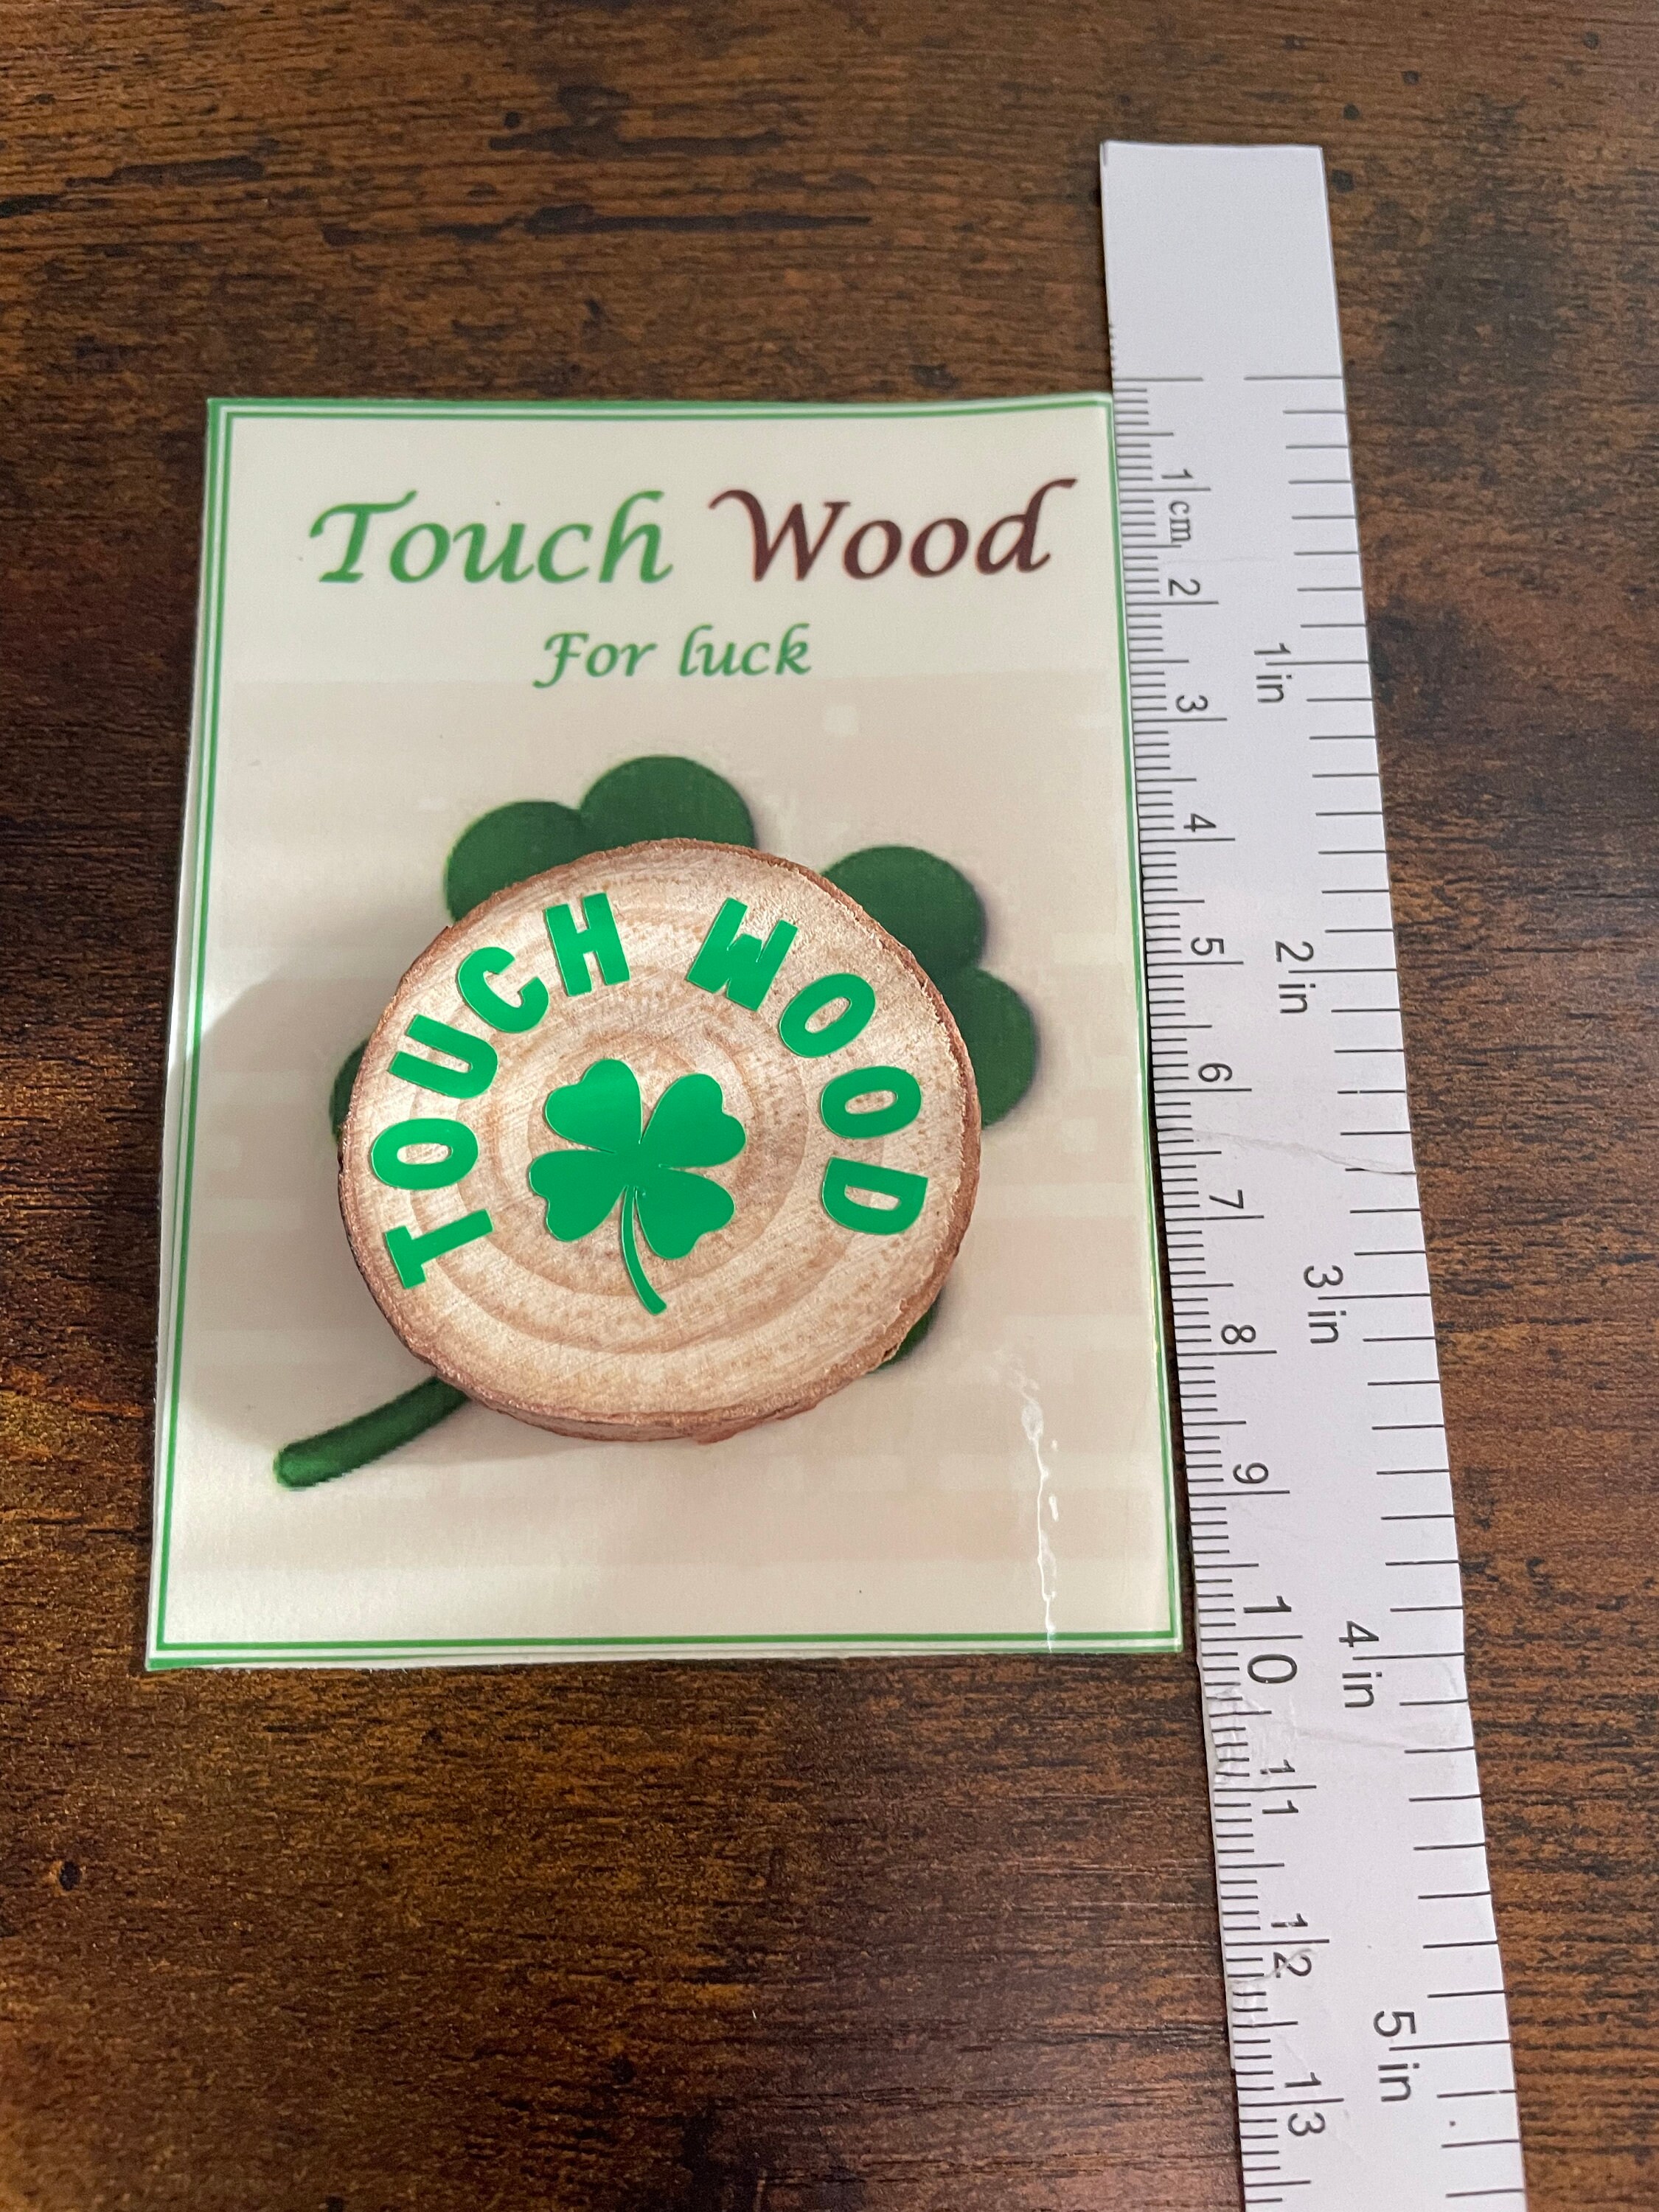 Touch Wood
For luck
TOUCH WOOD
1 cm 2 3 4 5 6 7 8 9 10 11 12 13
1 in 2 in 3 in 4 in 5 in